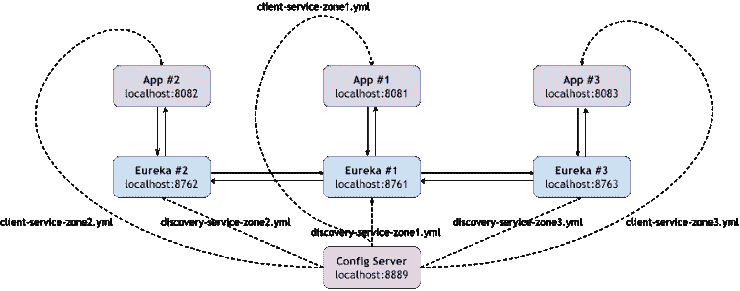 client-service-zone1.yml
App #2
localhost:8082
App #1
localhost:8081
App #3
localhost:8083
Eureka #2
localhost:8762
Eureka #1
localhost:8761
Eureka #3
localhost:8763
client-service-zone2.yml
discovery-service-zone2.yml
discovery-service-zone1.yml
discovery-service-zone3.yml
client-service-zone3.yml
Config Server
localhost:8889